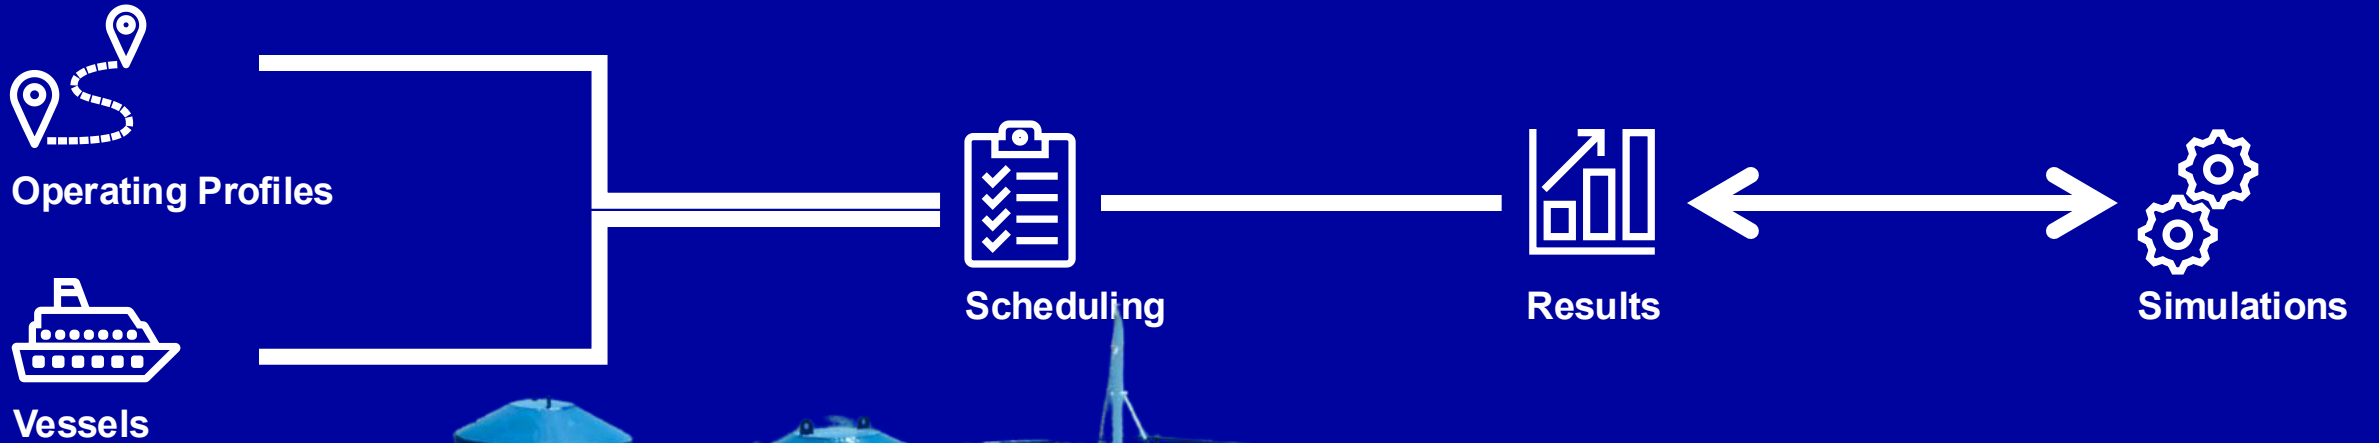 Operating Profiles
Vessels
Scheduling
Results
Simulations